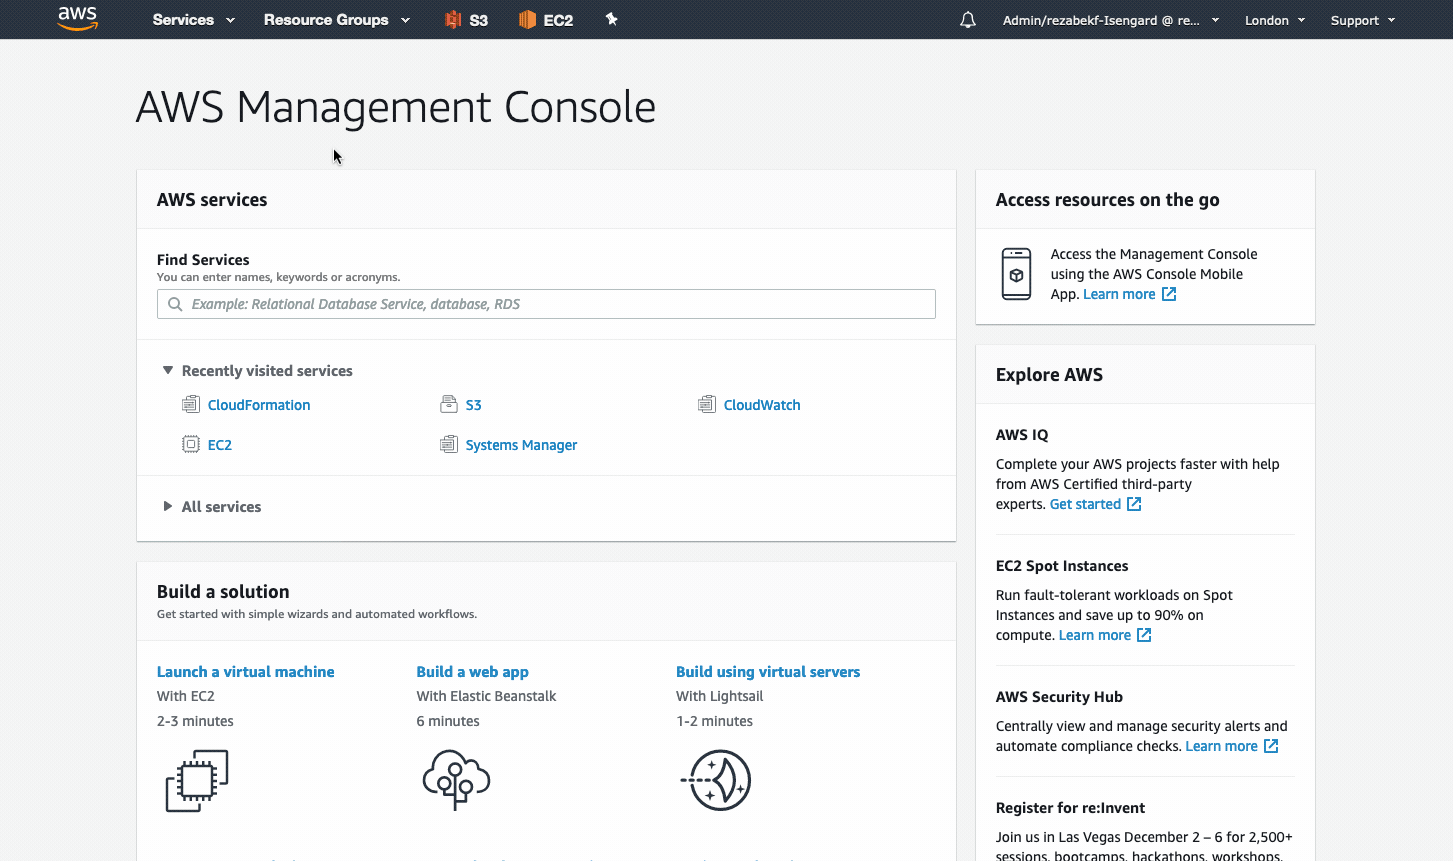 aws
Services
Resource Groups
S3
EC2
Admin/rezabekf-Isengard @ re...
London
Support
AWS Management Console
AWS services
Find Services
You can enter names, keywords or acronyms.
Example: Relational Database Service, database, RDS
Recently visited services
CloudFormation
S3
CloudWatch
EC2
Systems Manager
All services
Build a solution
Get started with simple wizards and automated workflows.
Launch a virtual machine
With EC2
2-3 minutes
Build a web app
With Elastic Beanstalk
6 minutes
Build using virtual servers
With Lightsail
1-2 minutes
Access resources on the go
Access the Management Console
using the AWS Console Mobile
App. Learn more
Explore AWS
AWS IQ
Complete your AWS projects faster with help
from AWS Certified third-party
experts. Get started
EC2 Spot Instances
Run fault-tolerant workloads on Spot
Instances and save up to 90% on
compute. Learn more
AWS Security Hub
Centrally view and manage security alerts and
automate compliance checks. Learn more
Register for re:Invent
Join us in Las Vegas December 2 – 6 for 2,500+
sessions, bootcamps, hackathons, workshops,